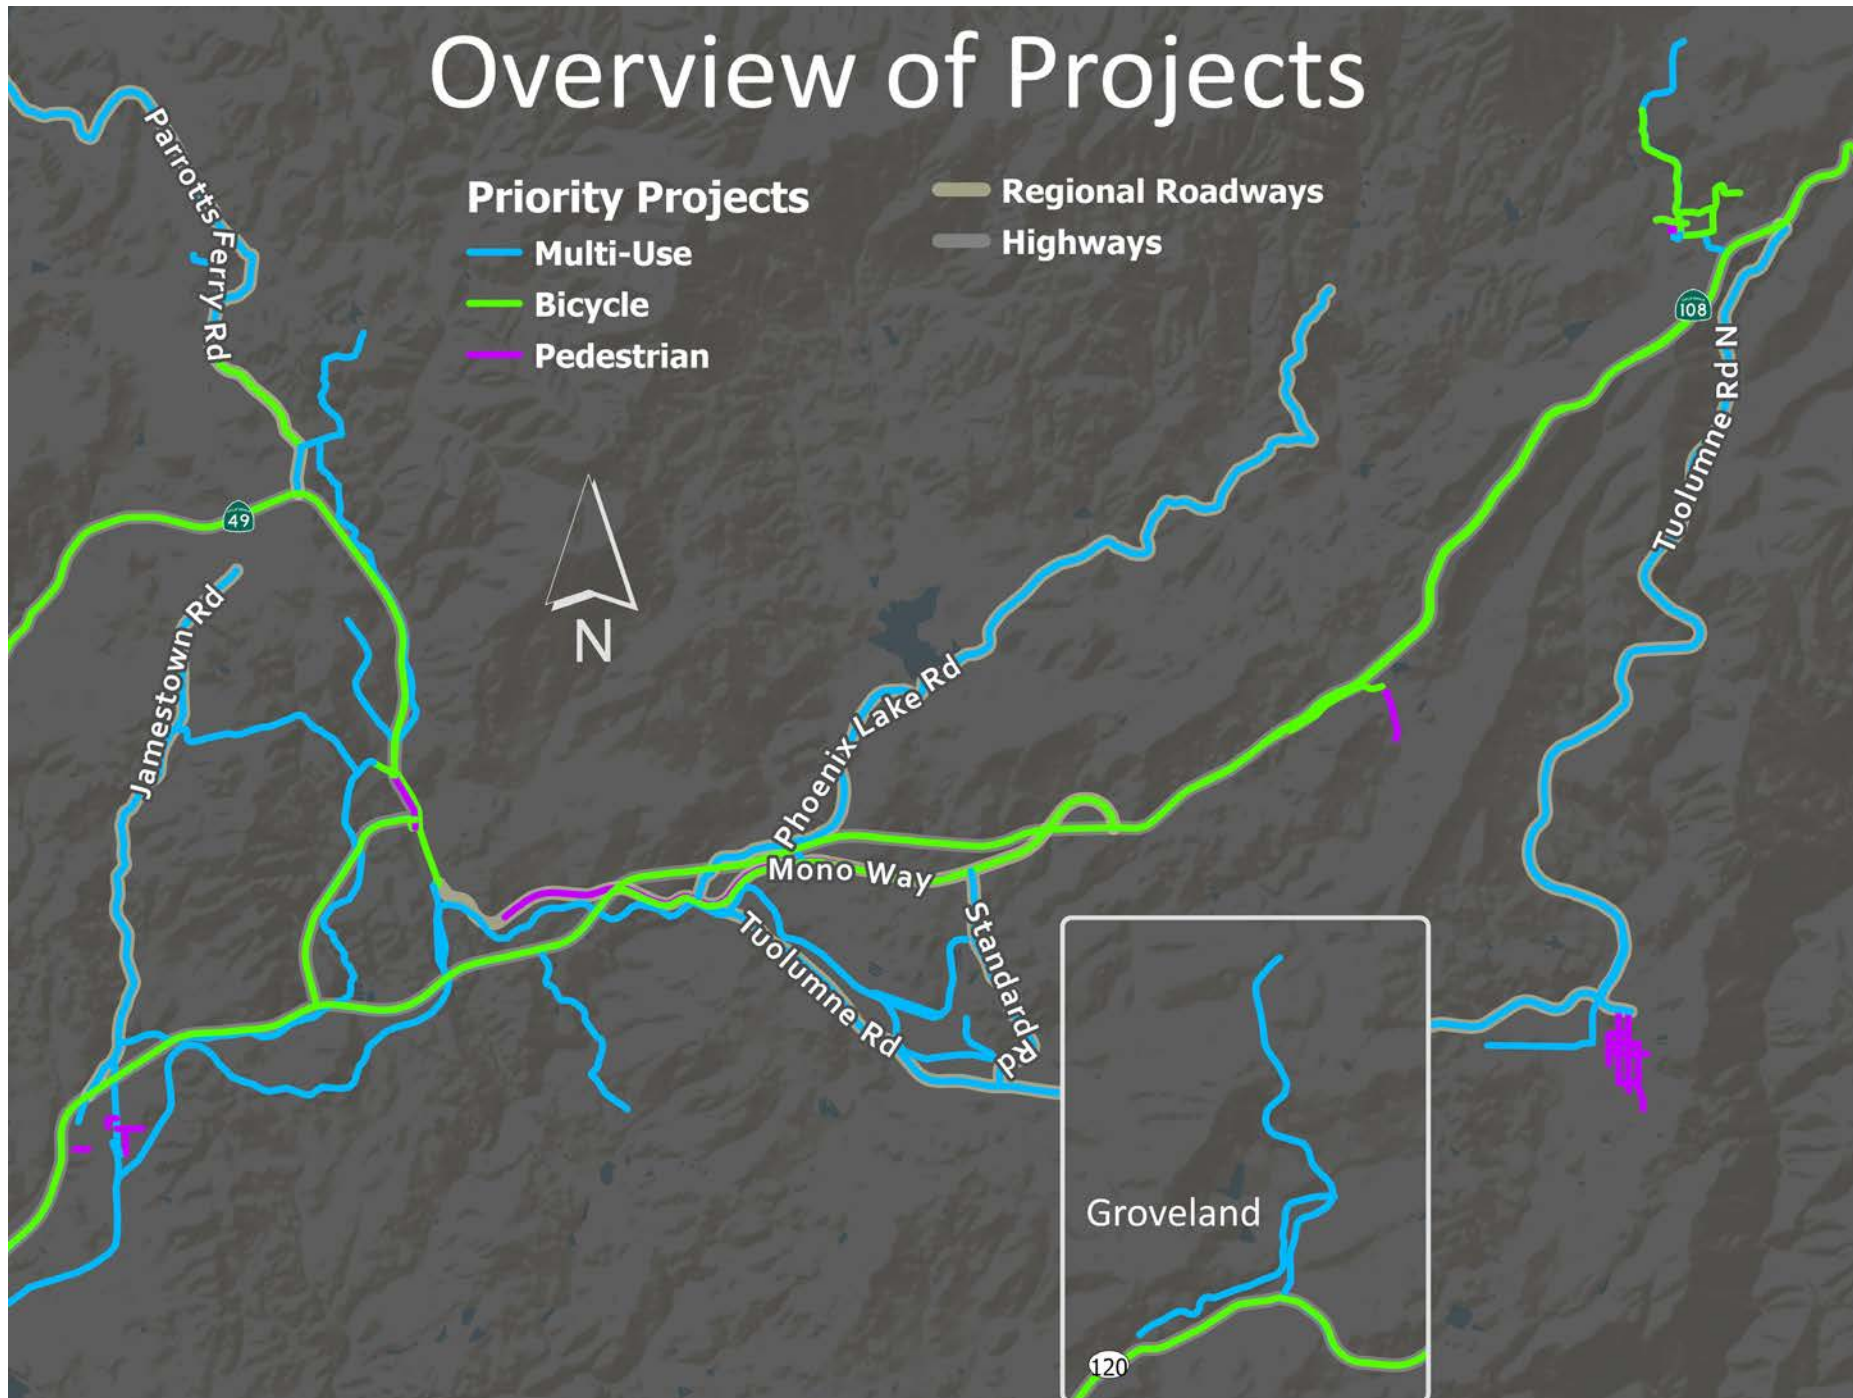 Overview of Projects
Priority Projects
Multi-Use
Bicycle
Pedestrian
Regional Roadways
Highways
Parrotts Ferry Rd
108
Tuolumne Rd N
49
N
Jamestown Rd
Phoenix Lake Rd
Mono Way
Tuolumne Rd
Standard Rd
Groveland
120